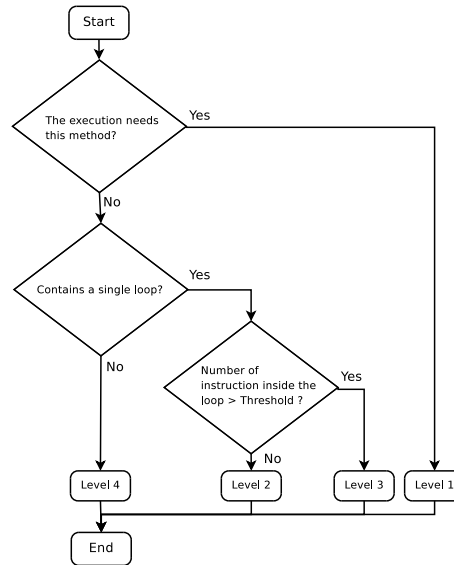 Start
The execution needs
this method?
Yes
No
Contains a single loop?
Yes
No
Number of
instruction inside the
loop > Threshold ?
Yes
No
Level 4
Level 2
Level 3
Level 1
End